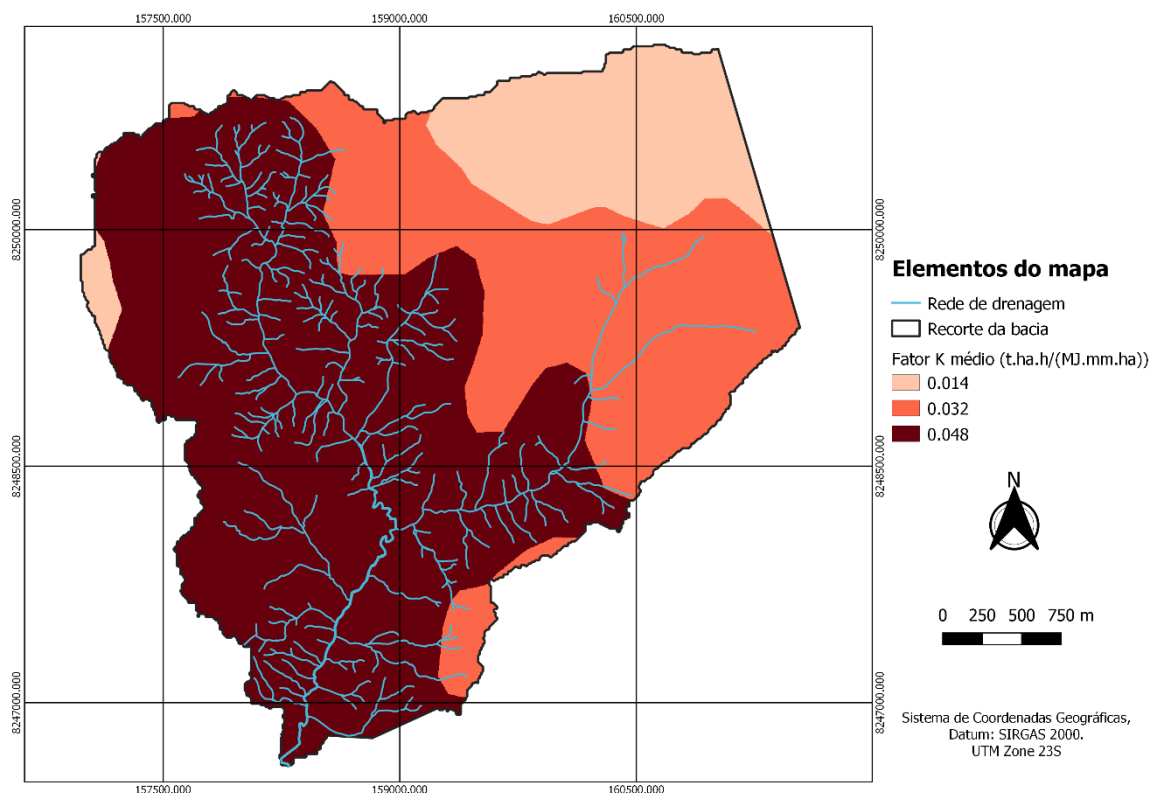 157500.000
159000.000
160500.000
8250000.000
8250000.000
8248500.000
8248500.000
8247000.000
8247000.000
157500.000
159000.000
160500.000
Elementos do mapa
Rede de drenagem
Recorte da bacia
Fator K médio (t.ha.h/(MJ.mm.ha))
0.014
0.032
0.048
N
0 250 500 750 m
Sistema de Coordenadas Geográficas,
Datum: SIRGAS 2000.
UTM Zone 23S